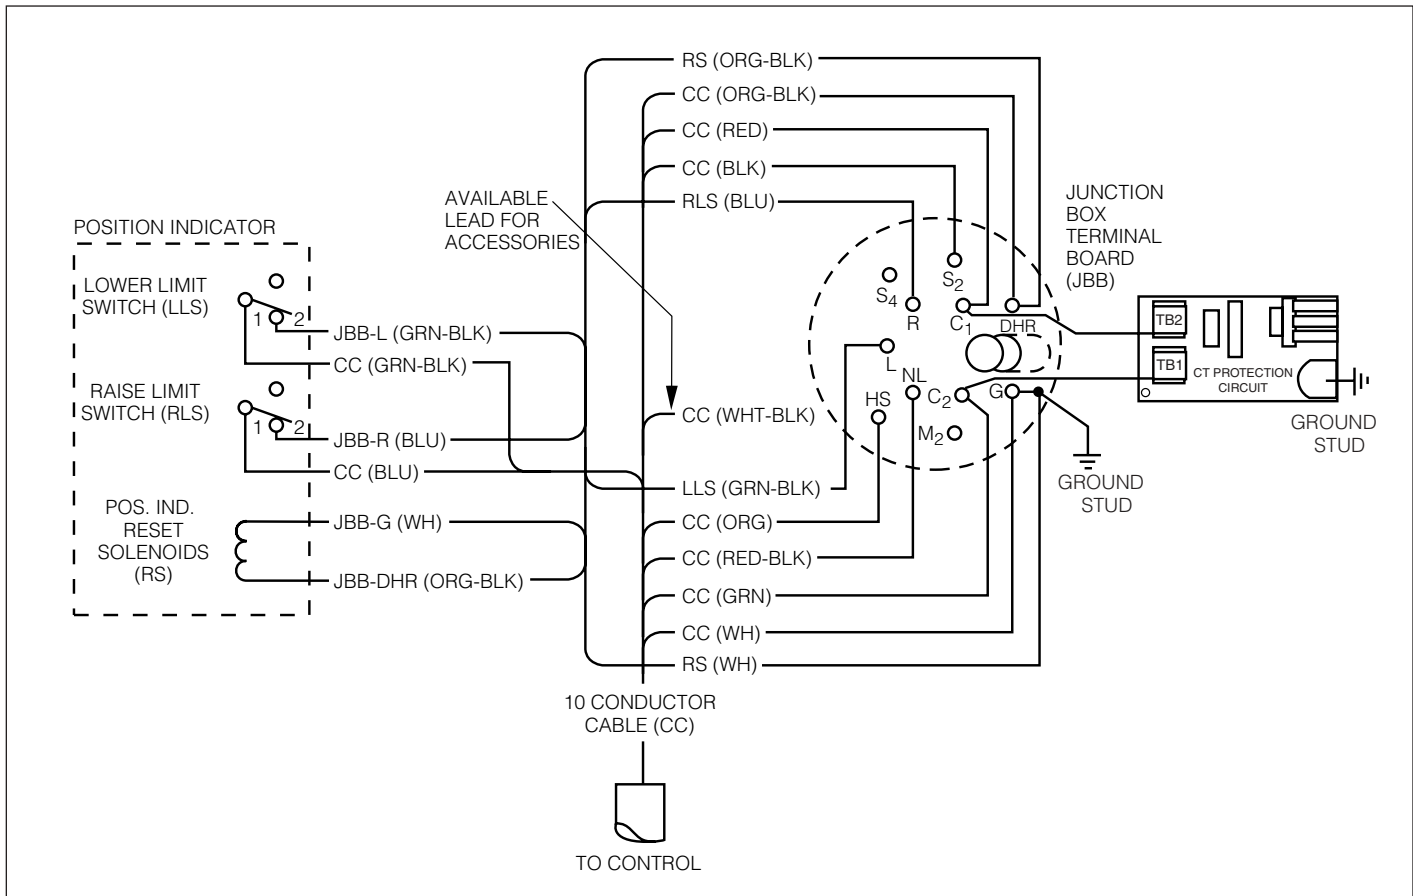 RS (ORG-BLK)
CC (ORG-BLK)
CC (RED)
CC (BLK)
RLS (BLU)
AVAILABLE
LEAD FOR
ACCESSORIES
JUNCTION
BOX
TERMINAL
BOARD
(JBB)
POSITION INDICATOR
LOWER LIMIT
SWITCH (LLS)
1 2
JBB-L (GRN-BLK)
CC (GRN-BLK)
RAISE LIMIT
SWITCH (RLS)
1 2
JBB-R (BLU)
CC (BLU)
POS. IND.
RESET
SOLENOIDS
(RS)
JBB-G (WH)
JBB-DHR (ORG-BLK)
S4
S2
R
C1
DHR
L
NL
HS
C2
G
M2
TB2
TB1
CT PROTECTION
CIRCUIT
GROUND
STUD
GROUND
STUD
CC (WHT-BLK)
LLS (GRN-BLK)
CC (ORG)
CC (RED-BLK)
CC (GRN)
CC (WH)
RS (WH)
10 CONDUCTOR
CABLE (CC)
TO CONTROL